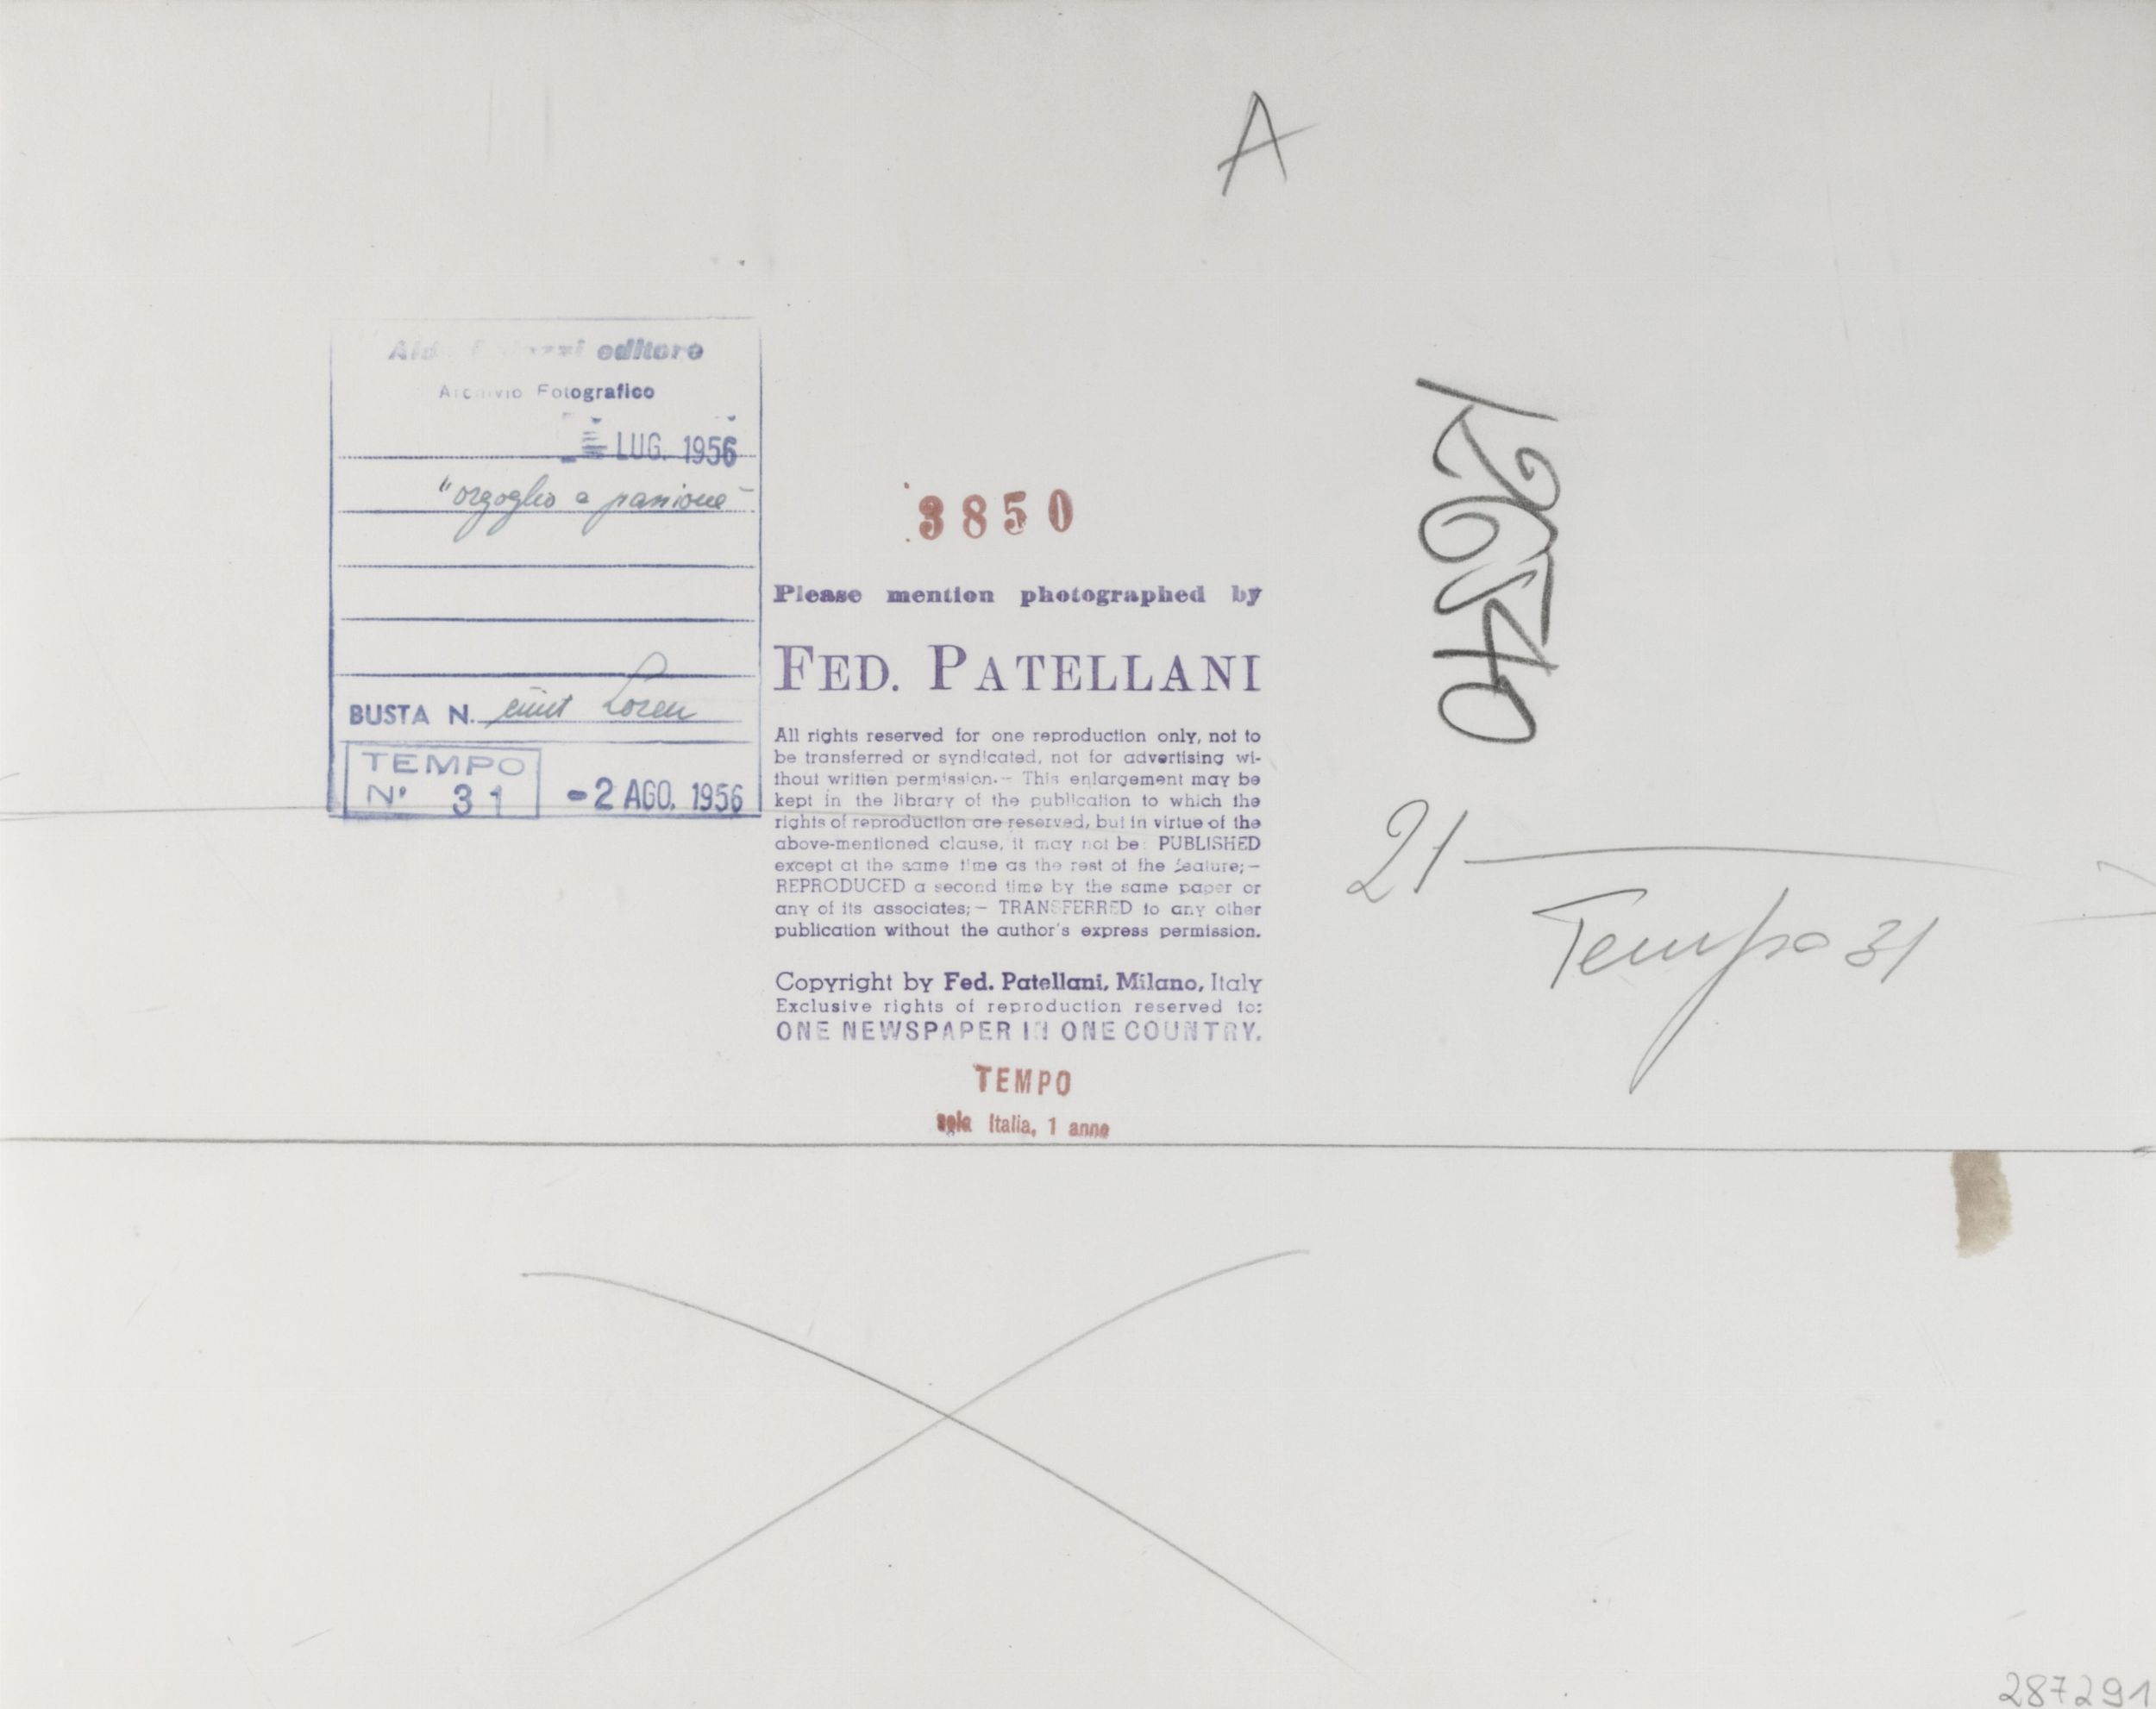 A
editore
Archivio Fotografico
LUG. 1956
"orgoglio e passione"
BUSTA N. Loren
TEMPO
N° 31
-2 AGO. 1956
3850
Please mention photographed by
FED. PATELLANI
All rights reserved for one reproduction only, not to
be transferred or syndicated, not for advertising wi-
thout written permission.- This enlargement may be
kept in the library of the publication to which the
rights of reproduction are reserved, but in virtue of the
above-mentioned clause, it may not be: PUBLISHED
except at the same time as the rest of the feature;-
REPRODUCED a second time by the same paper or
any of its associates;- TRANSFERRED to any other
publication without the author's express permission.
Copyright by Fed. Patellani, Milano, Italy
Exclusive rights of reproduction reserved to:
ONE NEWSPAPER IN ONE COUNTRY.
TEMPO
solo Italia, 1 anno
21
Tempo 31
287291